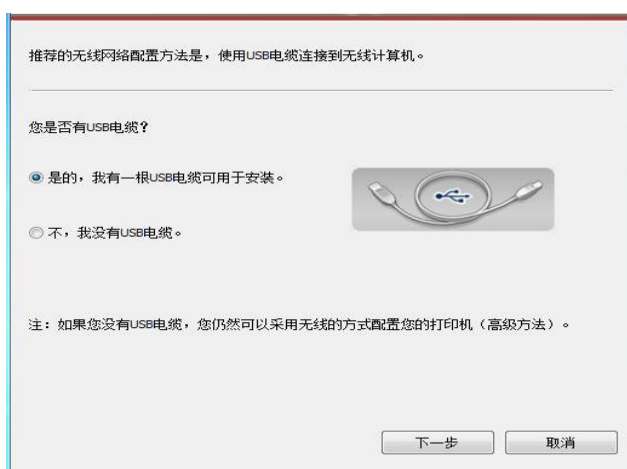 推荐的无线网络配置方法是，使用USB电缆连接到无线计算机。
您是否有USB电缆？
是的，我有一根USB电缆可用于安装。
不，我没有USB电缆。
注：如果您没有USB电缆，您仍然可以采用无线的方式配置您的打印机（高级方法）。
下一步
取消